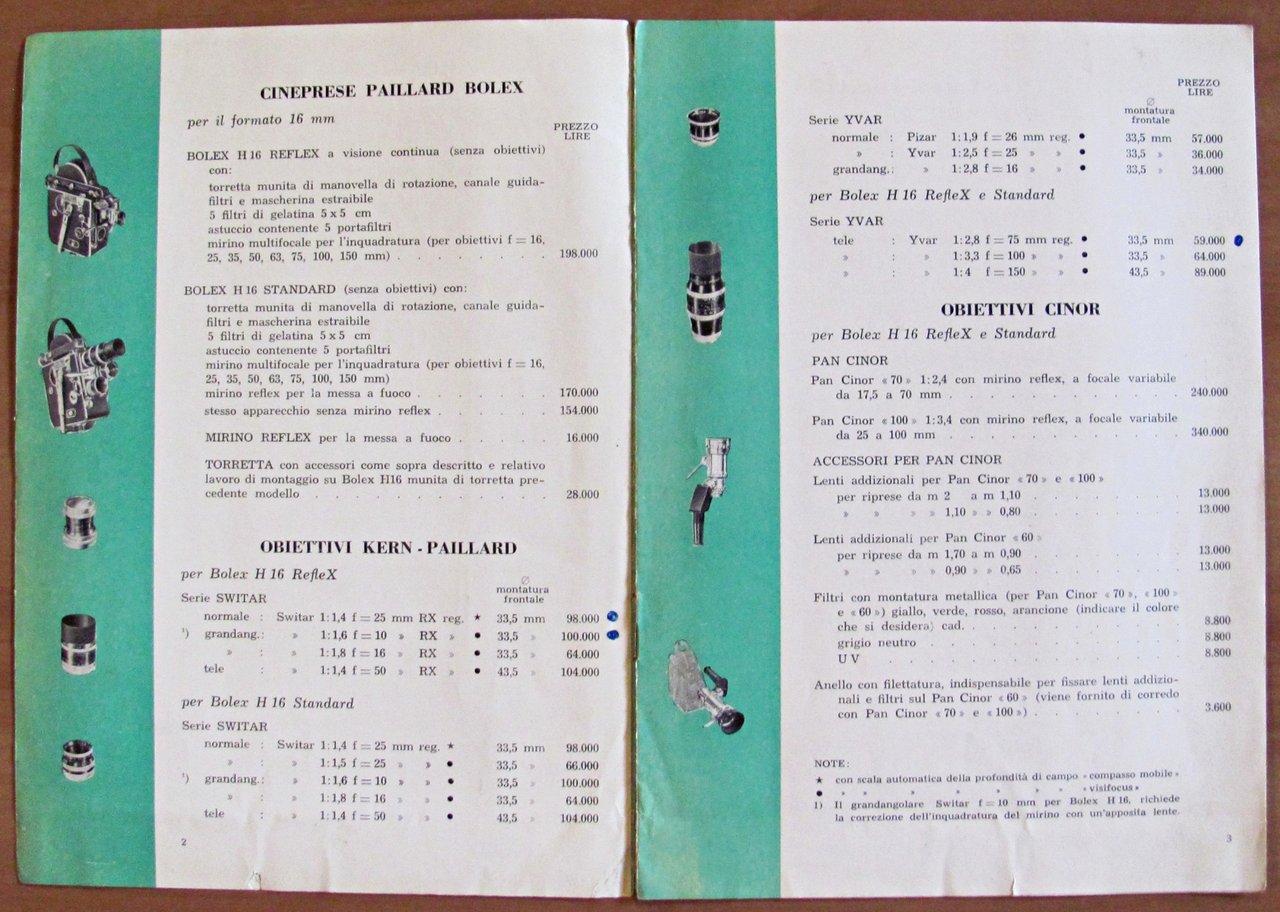 CINEPRESE PAILLARD BOLEX
per il formato 16 mm
PREZZO
LIRE
BOLEX H 16 REFLEX a visione continua (senza obiettivi)
con:
torretta munita di manovella di rotazione, canale guida-
filtri e mascherina estraibile
5 filtri di gelatina 5 x 5 cm
astuccio contenente 5 portafiltri
mirino multifocale per l'inquadratura (per obiettivi f = 16,
25, 35, 50, 63, 75, 100, 150 mm) . . . . . . . . 198.000
BOLEX H 16 STANDARD (senza obiettivi) con:
torretta munita di manovella di rotazione, canale guida-
filtri e mascherina estraibile
5 filtri di gelatina 5 x 5 cm
astuccio contenente 5 portafiltri
mirino multifocale per l'inquadratura (per obiettivi f = 16,
25, 35, 50, 63, 75, 100, 150 mm)
mirino reflex per la messa a fuoco . . . . . . . 170.000
stesso apparecchio senza mirino reflex . . . . . . 154.000
MIRINO REFLEX per la messa a fuoco . . . . . 16.000
TORRETTA con accessori come sopra descritto e relativo
lavoro di montaggio su Bolex H16 munita di torretta pre-
cedente modello . . . . . . . . . . . . 28.000
OBIETTIVI KERN - PAILLARD
per Bolex H 16 RefleX
Ø
montatura
frontale
Serie SWITAR
normale : Switar 1:1,4 f = 25 mm RX reg. ★ 33,5 mm 98.000
¹) grandang.: » 1:1,6 f = 10 » RX » ● 33,5 » 100.000
» : » 1:1,8 f = 16 » RX » ● 33,5 » 64.000
tele : » 1:1,4 f = 50 » RX » ● 43,5 » 104.000
per Bolex H 16 Standard
Serie SWITAR
normale : Switar 1:1,4 f = 25 mm reg. ★ 33,5 mm 98.000
» : » 1:1,5 f = 25 » » ● 33,5 » 66.000
¹) grandang.: » 1:1,6 f = 10 » » ● 33,5 » 100.000
» : » 1:1,8 f = 16 » » ● 33,5 » 64.000
tele : » 1:1,4 f = 50 » » ● 43,5 » 104.000
2
PREZZO
LIRE
Ø
montatura
frontale
Serie YVAR
normale : Pizar 1:1,9 f = 26 mm reg. ● 33,5 mm 57.000
» : Yvar 1:2,5 f = 25 » » ● 33,5 » 36.000
grandang.: » 1:2,8 f = 16 » » ● 33,5 » 34.000
per Bolex H 16 RefleX e Standard
Serie YVAR
tele : Yvar 1:2,8 f = 75 mm reg. ● 33,5 mm 59.000
» : » 1:3,3 f = 100 » » ● 33,5 » 64.000
» : » 1:4 f = 150 » » ● 43,5 » 89.000
OBIETTIVI CINOR
per Bolex H 16 RefleX e Standard
PAN CINOR
Pan Cinor « 70 » 1:2,4 con mirino reflex, a focale variabile
da 17,5 a 70 mm . . . . . . . . . . . . 240.000
Pan Cinor « 100 » 1:3,4 con mirino reflex, a focale variabile
da 25 a 100 mm . . . . . . . . . . . . 340.000
ACCESSORI PER PAN CINOR
Lenti addizionali per Pan Cinor « 70 » e « 100 »
per riprese da m 2 a m 1,10 . . . . . . . 13.000
» » » » 1,10 » » 0,80 . . . . . . . 13.000
Lenti addizionali per Pan Cinor « 60 »
per riprese da m 1,70 a m 0,90 . . . . . . . 13.000
» » » » 0,90 » » 0,65 . . . . . . . 13.000
Filtri con montatura metallica (per Pan Cinor « 70 », « 100 »
e « 60 ») giallo, verde, rosso, arancione (indicare il colore
che si desidera) cad. . . . . . . . . . . 8.800
grigio neutro . . . . . . . . . . . . 8.800
U V . . . . . . . . . . . . 8.800
Anello con filettatura, indispensabile per fissare lenti addizio-
nali e filtri sul Pan Cinor « 60 » (viene fornito di corredo
con Pan Cinor « 70 » e « 100 ») . . . . . . . 3.600
NOTE:
★ con scala automatica della profondità di campo « compasso mobile »
● » » » » » » » « visifocus »
1) Il grandangolare Switar f = 10 mm per Bolex H 16, richiede
la correzione dell'inquadratura del mirino con un'apposita lente.
3